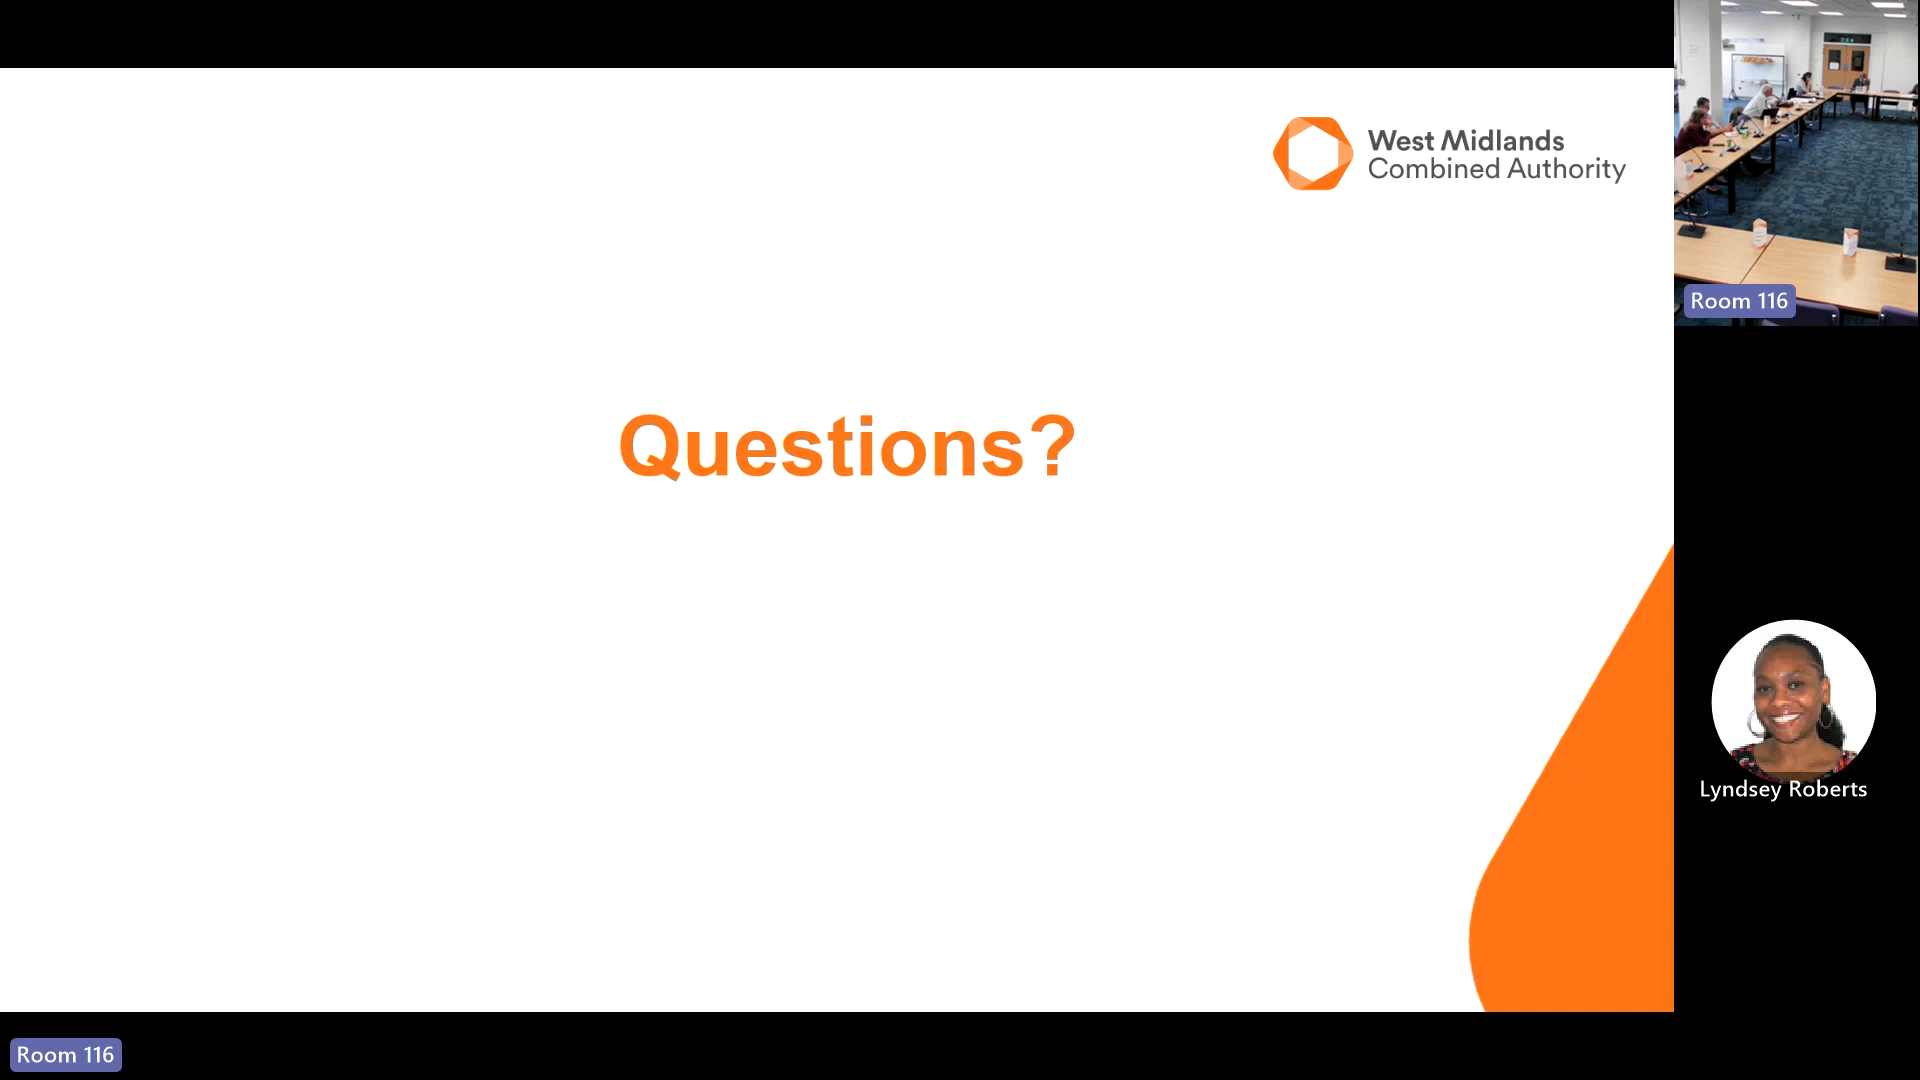 West Midlands
Combined Authority
Questions?
Room 116
Lyndsey Roberts
Room 116